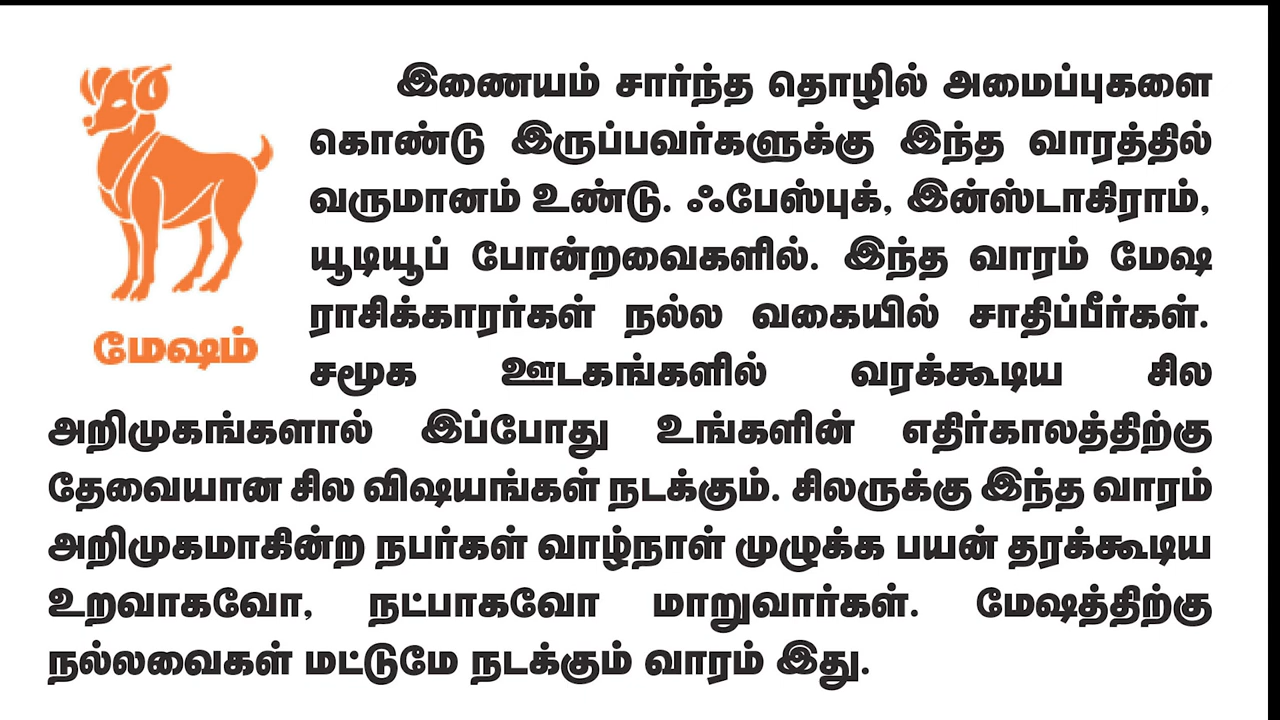 இணையம் சார்ந்த தொழில் அமைப்புகளை
கொண்டு இருப்பவர்களுக்கு இந்த வாரத்தில்
வருமானம் உண்டு. ஃபேஸ்புக், இன்ஸ்டாகிராம்,
யூடியூப் போன்றவைகளில். இந்த வாரம் மேஷ
ராசிக்காரர்கள் நல்ல வகையில் சாதிப்பீர்கள்.
சமூக ஊடகங்களில் வரக்கூடிய சில
அறிமுகங்களால் இப்போது உங்களின் எதிர்காலத்திற்கு
தேவையான சில விஷயங்கள் நடக்கும். சிலருக்கு இந்த வாரம்
அறிமுகமாகின்ற நபர்கள் வாழ்நாள் முழுக்க பயன் தரக்கூடிய
உறவாகவோ, நட்பாகவோ மாறுவார்கள். மேஷத்திற்கு
நல்லவைகள் மட்டுமே நடக்கும் வாரம் இது.
மேஷம்